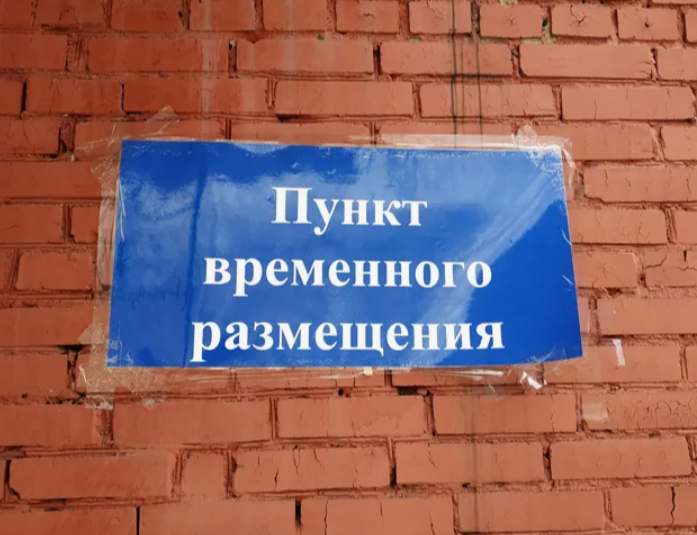 Пункт
временного
размещения